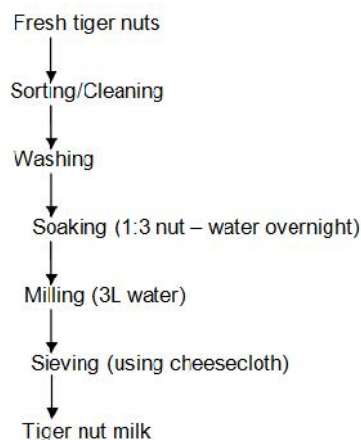 Fresh tiger nuts
Sorting/Cleaning
Washing
Soaking (1:3 nut – water overnight)
Milling (3L water)
Sieving (using cheesecloth)
Tiger nut milk